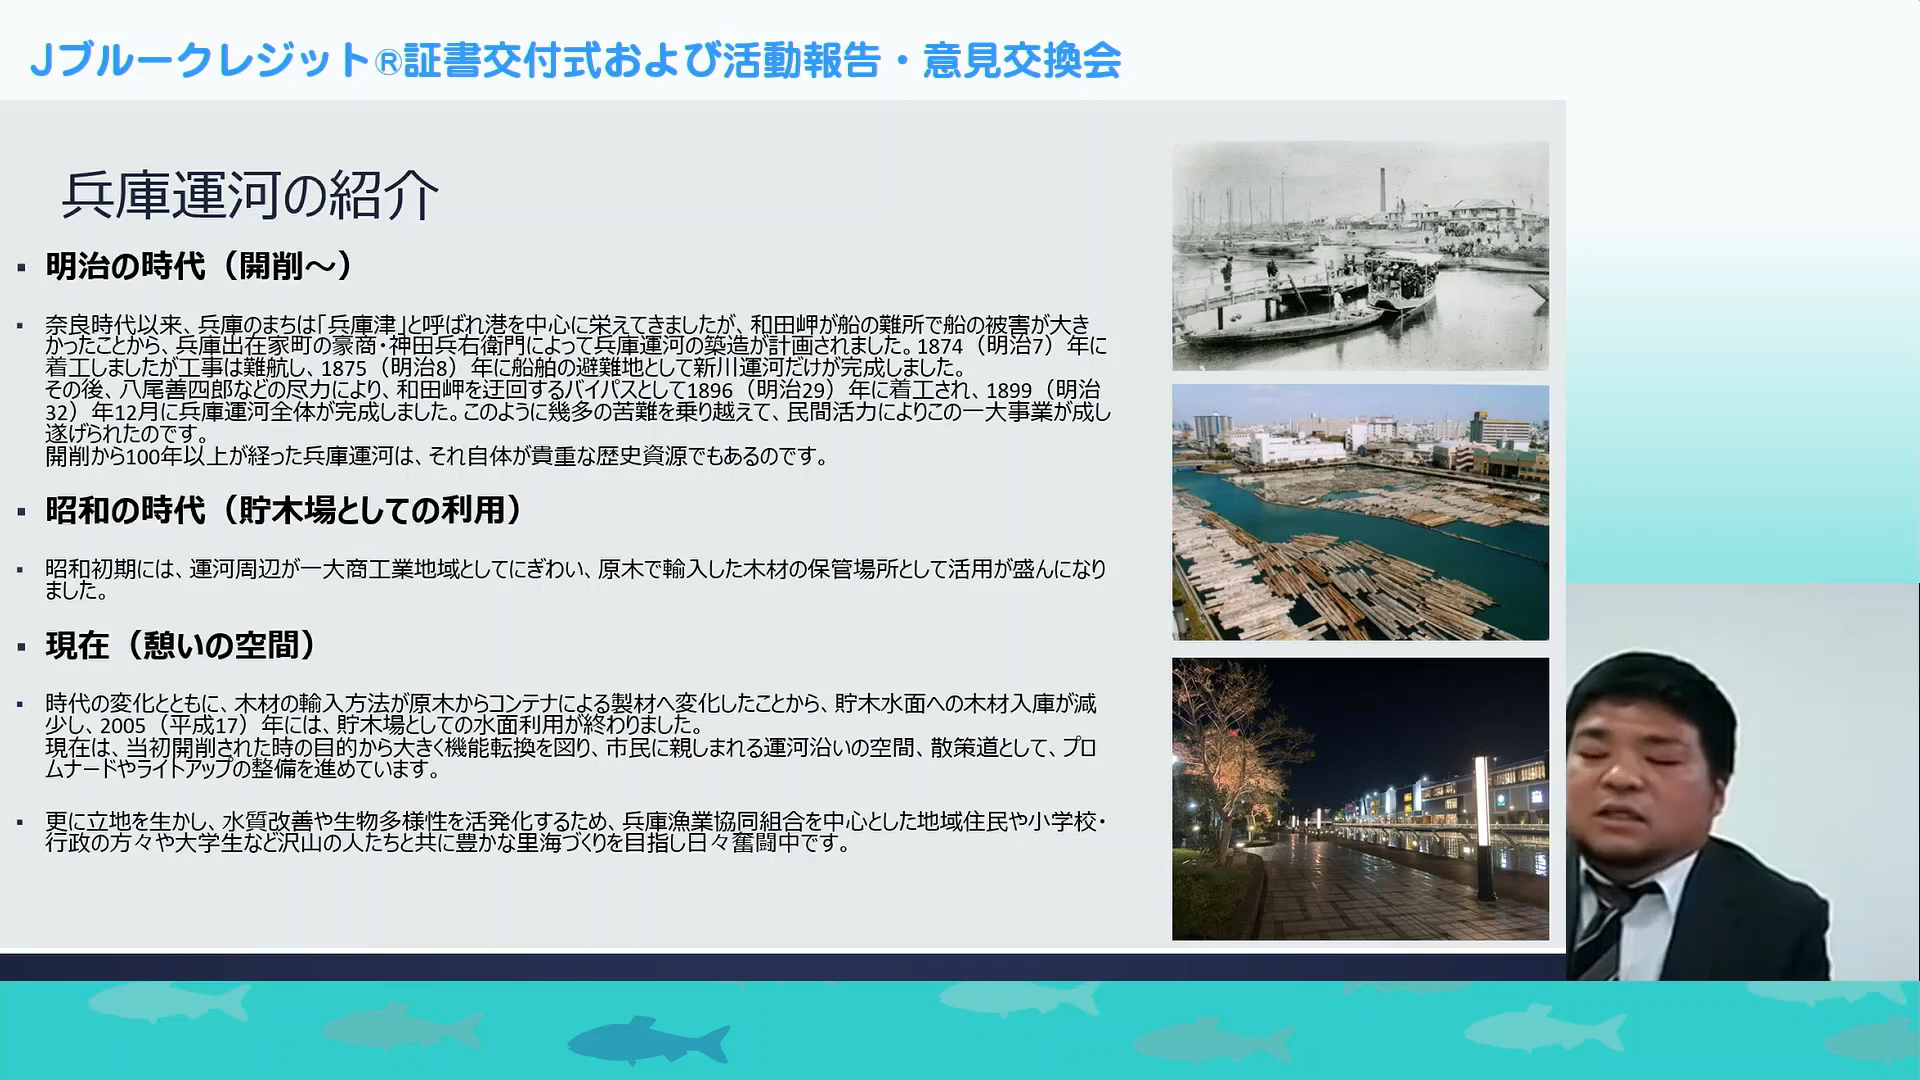 Jブルークレジット®証書交付式および活動報告・意見交換会
兵庫運河の紹介
▪ 明治の時代（開削～）
▪ 奈良時代以来、兵庫のまちは「兵庫津」と呼ばれ港を中心に栄えてきましたが、和田岬が船の難所で船の被害が大き
かったことから、兵庫出在家町の豪商・神田兵右衛門によって兵庫運河の築造が計画されました。1874（明治7）年に
着工しましたが工事は難航し、1875（明治8）年に船舶の避難地として新川運河だけが完成しました。
その後、八尾善四郎などの尽力により、和田岬を迂回するバイパスとして1896（明治29）年に着工され、1899（明治
32）年12月に兵庫運河全体が完成しました。このように幾多の苦難を乗り越えて、民間活力によりこの一大事業が成し
遂げられたのです。
開削から100年以上が経った兵庫運河は、それ自体が貴重な歴史資源でもあるのです。
▪ 昭和の時代（貯木場としての利用）
▪ 昭和初期には、運河周辺が一大商工業地域としてにぎわい、原木で輸入した木材の保管場所として活用が盛んになり
ました。
▪ 現在（憩いの空間）
▪ 時代の変化とともに、木材の輸入方法が原木からコンテナによる製材へ変化したことから、貯木水面への木材入庫が減
少し、2005（平成17）年には、貯木場としての水面利用が終わりました。
現在は、当初開削された時の目的から大きく機能転換を図り、市民に親しまれる運河沿いの空間、散策道として、プロ
ムナードやライトアップの整備を進めています。
▪ 更に立地を生かし、水質改善や生物多様性を活発化するため、兵庫漁業協同組合を中心とした地域住民や小学校・
行政の方々や大学生など沢山の人たちと共に豊かな里海づくりを目指し日々奮闘中です。